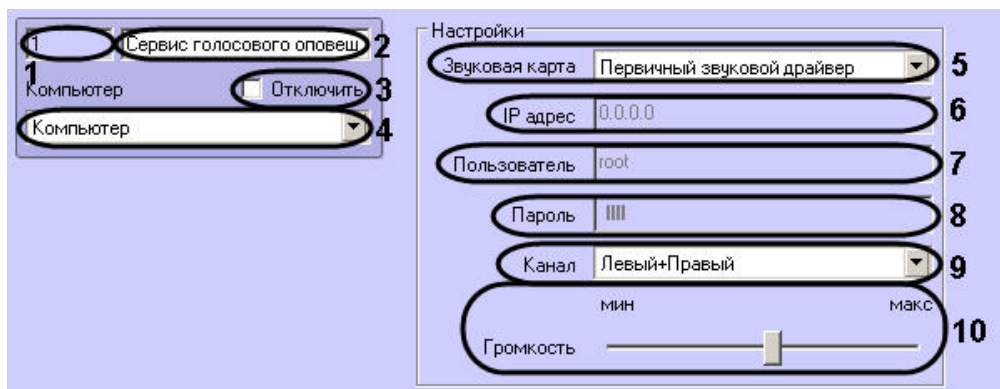 1
Сервис голосового оповещ
2
1
Компьютер
Отключить
3
Компьютер
4
Настройки
Звуковая карта
Первичный звуковой драйвер
5
IP адрес
0.0.0.0
6
Пользователь
root
7
Пароль
8
Канал
Левый+Правый
9
мин
макс
Громкость
10